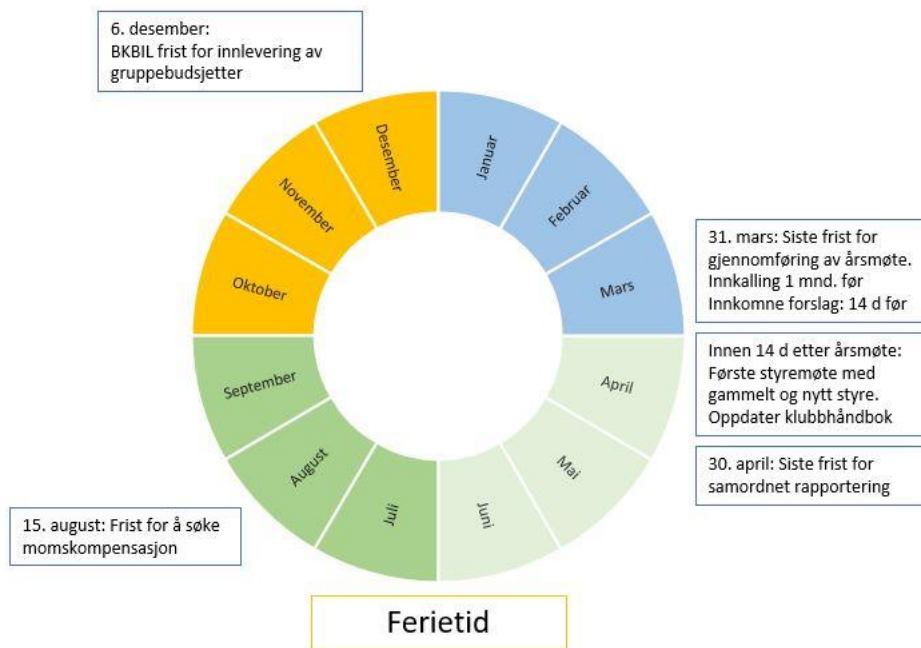 6. desember:
BKBIL frist for innlevering av
gruppebudsjetter
Januar
Februar
Mars
April
Mai
Juni
Juli
August
September
Oktober
November
Desember
31. mars: Siste frist for
gjennomføring av årsmøte.
Innkalling 1 mnd. før
Innkomne forslag: 14 d før
Innen 14 d etter årsmøte:
Første styremøte med
gammelt og nytt styre.
Oppdater klubbhåndbok
30. april: Siste frist for
samordnet rapportering
15. august: Frist for å søke
momskompensasjon
Ferietid